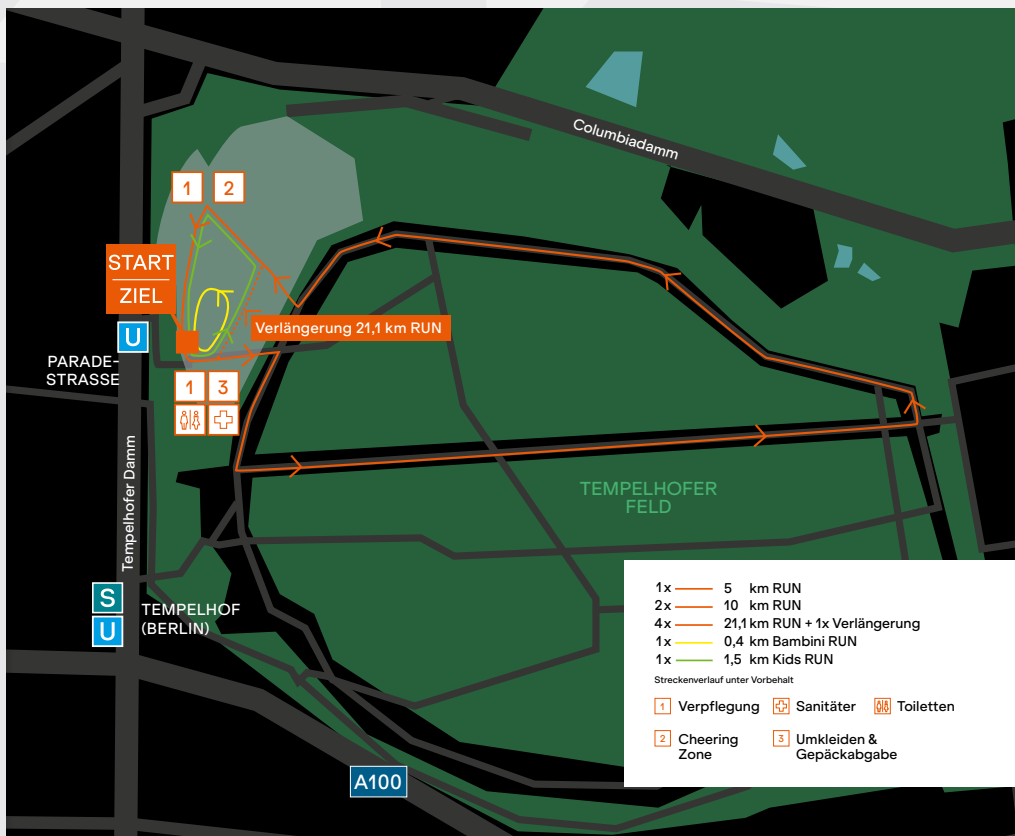 Columbiadamm
1
2
START
ZIEL
U
Verlängerung 21,1 km RUN
PARADE-
STRASSE
1
3
Tempelhofer Damm
TEMPELHOFER
FELD
S
U
TEMPELHOF
(BERLIN)
A100
1x 5 km RUN
2x 10 km RUN
4x 21,1 km RUN + 1x Verlängerung
1x 0,4 km Bambini RUN
1x 1,5 km Kids RUN
Streckenverlauf unter Vorbehalt
1 Verpflegung Sanitäter Toiletten
2 Cheering
Zone
3 Umkleiden &
Gepäckabgabe